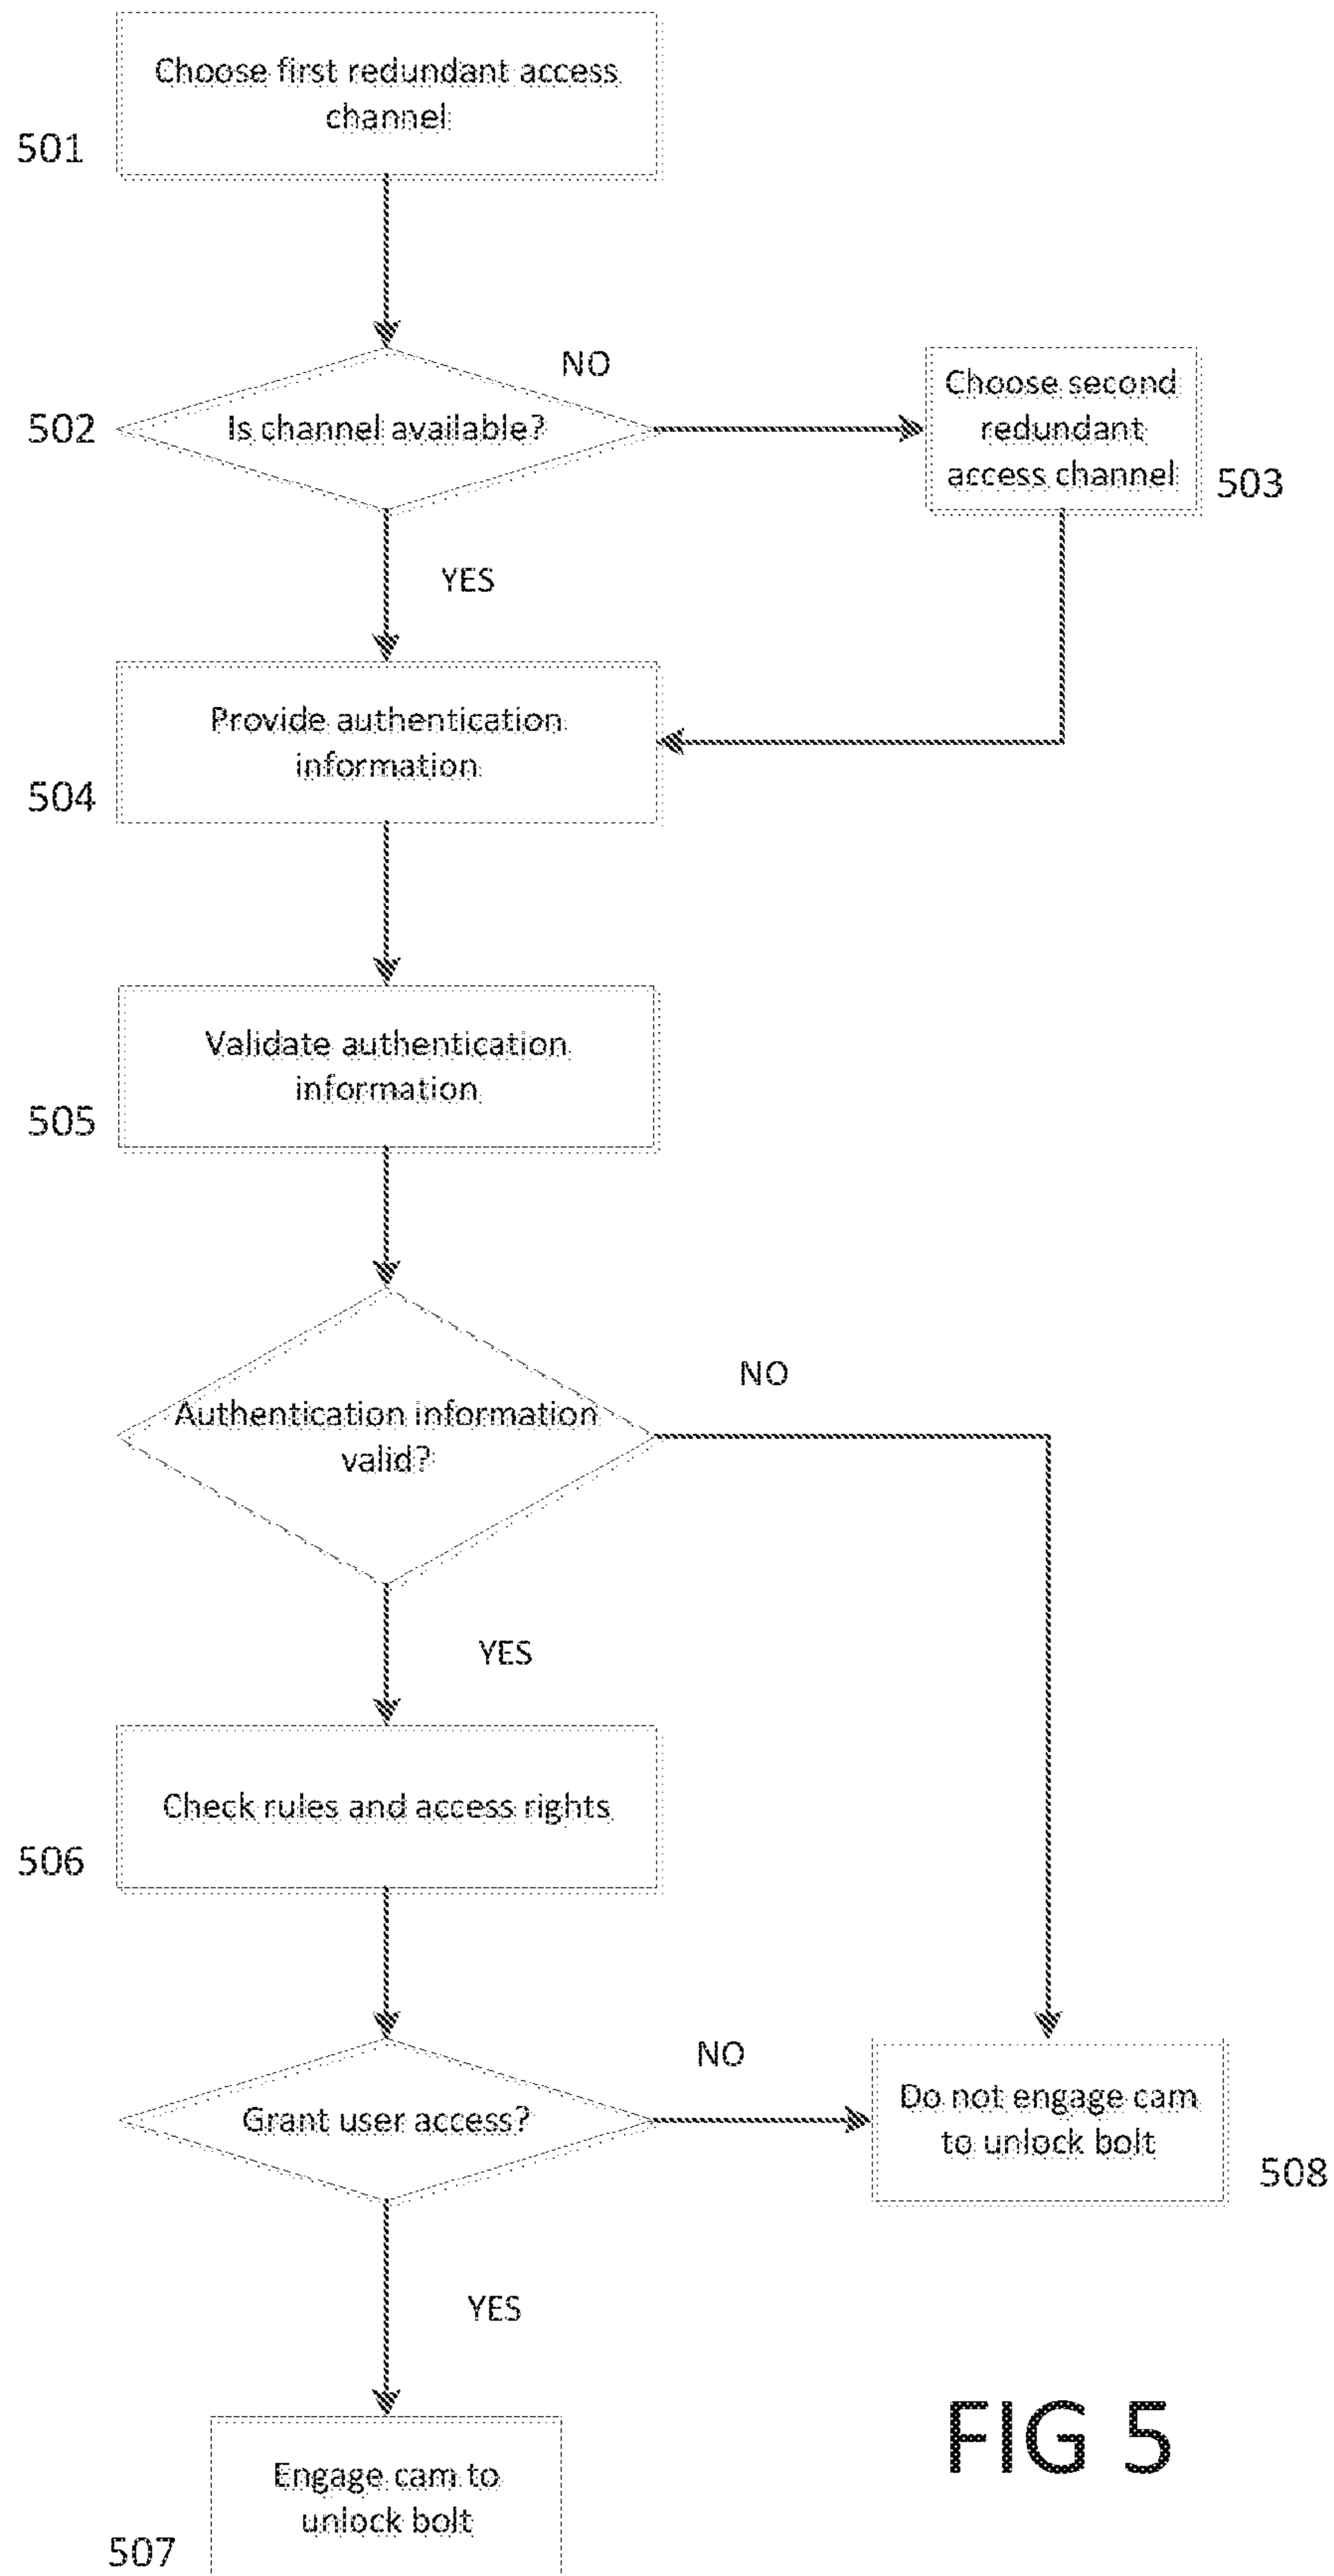 Choose first redundant access
channel
501
NO
Choose second
redundant
access channel
502
Is channel available?
503
YES
Provide authentication
information
504
Validate authentication
information
505
NO
Authentication information
valid?
YES
Check rules and access rights
506
NO
Grant user access?
Do not engage cam
to unlock bolt
508
YES
FIG 5
Engage cam to
unlock bolt
507